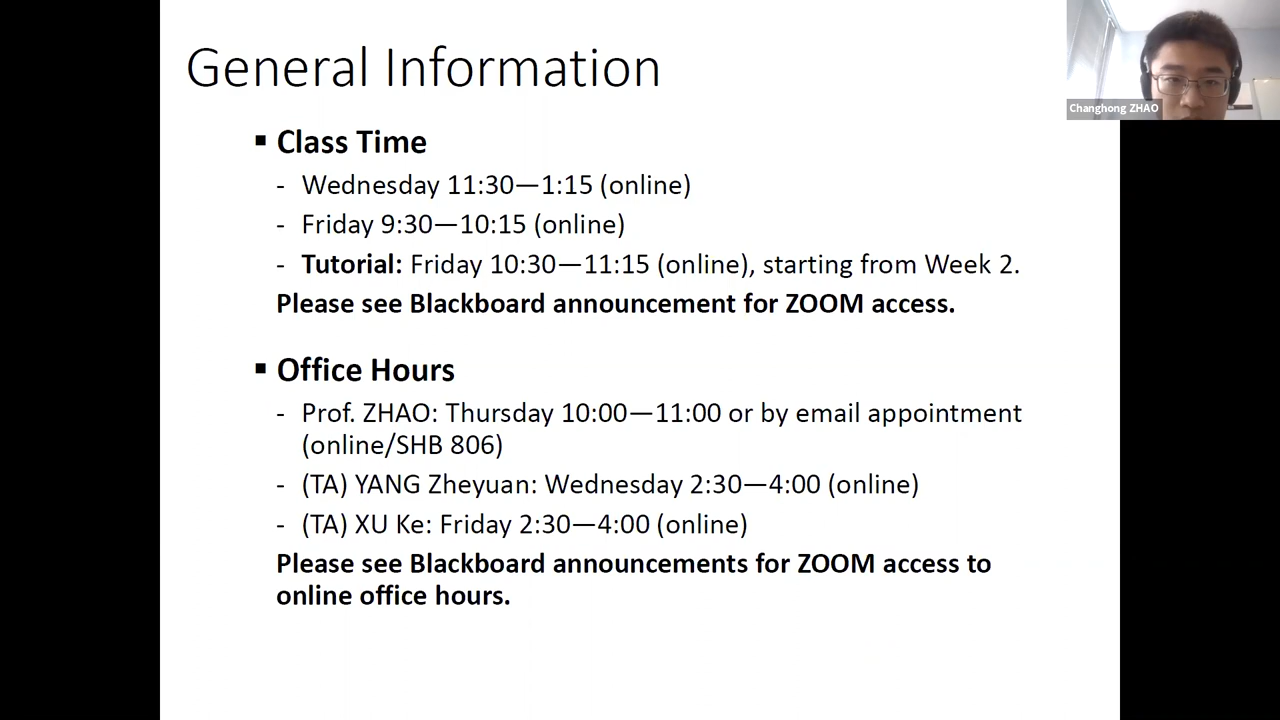 General Information
Changhong ZHAO
▪ Class Time
- Wednesday 11:30—1:15 (online)
- Friday 9:30—10:15 (online)
- Tutorial: Friday 10:30—11:15 (online), starting from Week 2.
Please see Blackboard announcement for ZOOM access.
▪ Office Hours
- Prof. ZHAO: Thursday 10:00—11:00 or by email appointment
(online/SHB 806)
- (TA) YANG Zheyuan: Wednesday 2:30—4:00 (online)
- (TA) XU Ke: Friday 2:30—4:00 (online)
Please see Blackboard announcements for ZOOM access to
online office hours.